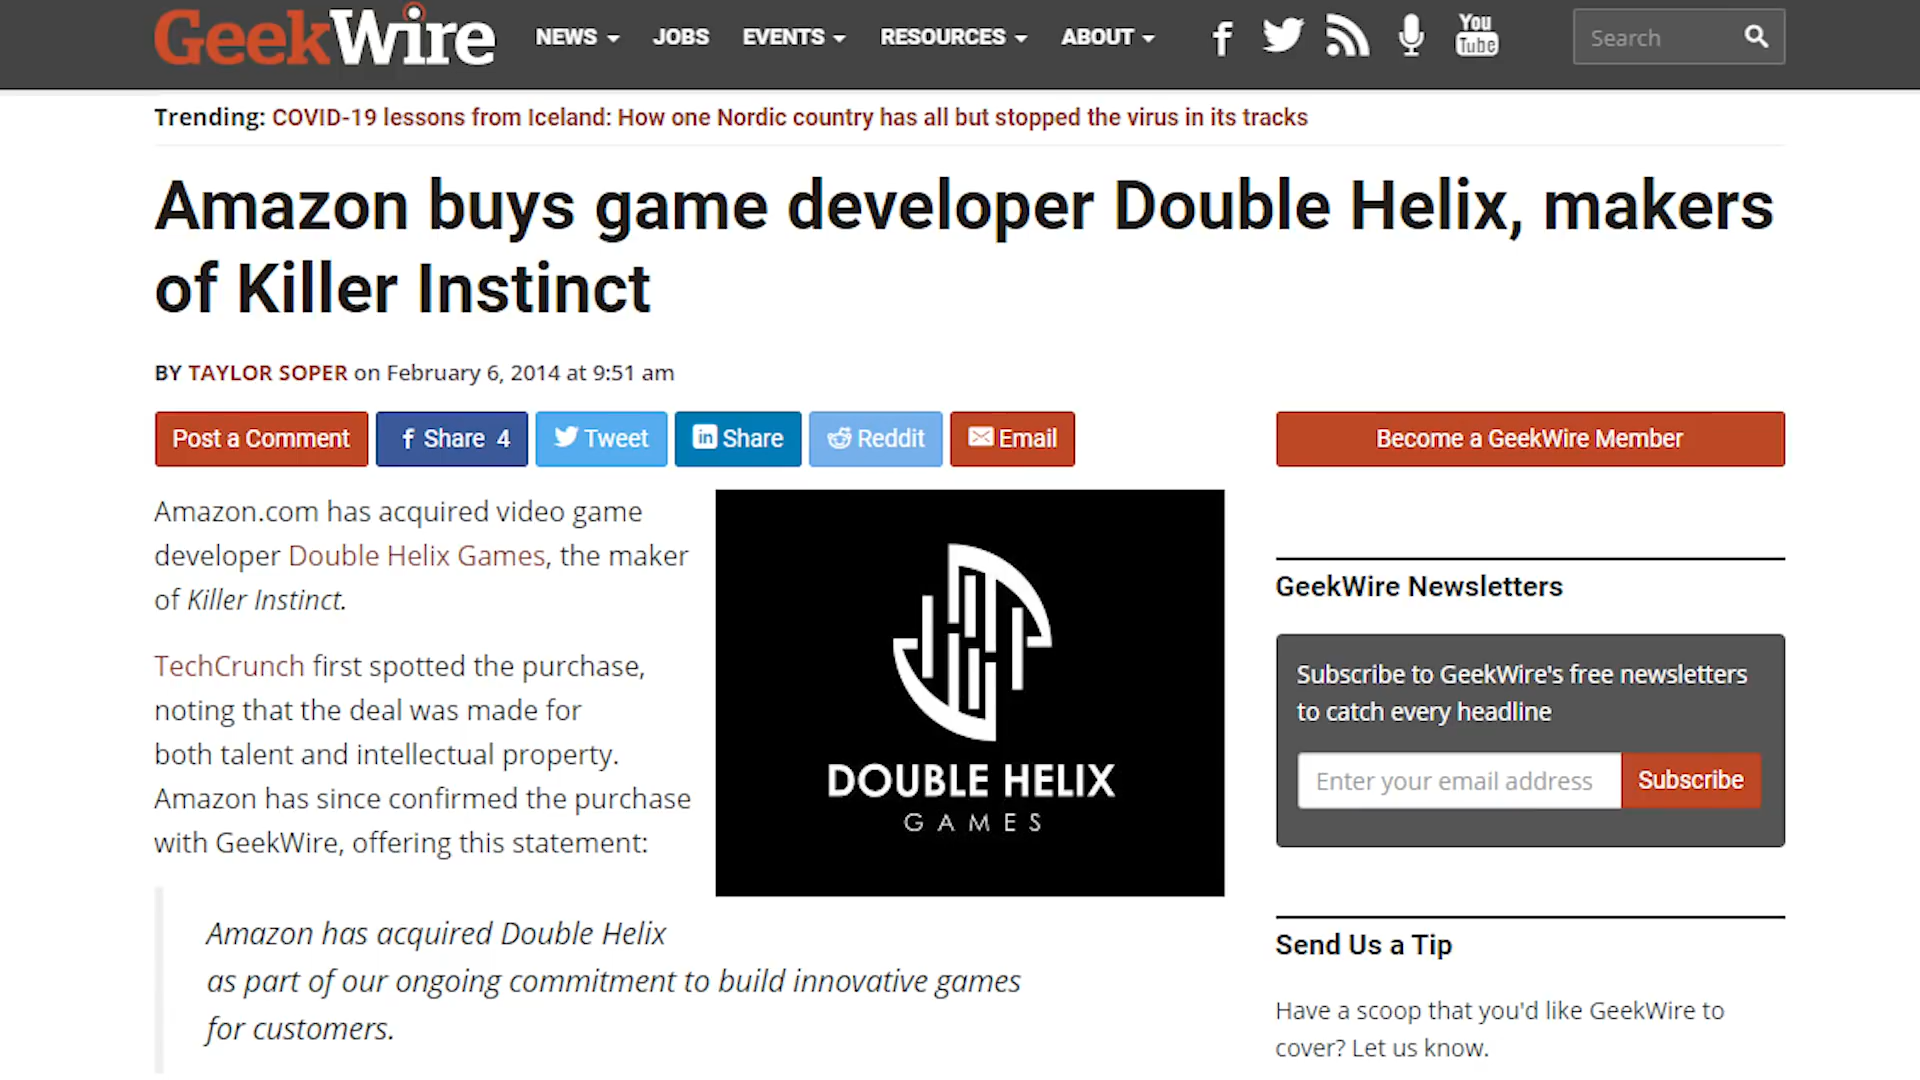 GeekWire NEWS JOBS EVENTS RESOURCES ABOUT You Tube Search
Trending: COVID-19 lessons from Iceland: How one Nordic country has all but stopped the virus in its tracks
Amazon buys game developer Double Helix, makers
of Killer Instinct
BY TAYLOR SOPER on February 6, 2014 at 9:51 am
Post a Comment f Share 4 Tweet in Share Reddit Email
Amazon.com has acquired video game
developer Double Helix Games, the maker
of Killer Instinct.
TechCrunch first spotted the purchase,
noting that the deal was made for
both talent and intellectual property.
Amazon has since confirmed the purchase
with GeekWire, offering this statement:
DOUBLE HELIX
GAMES
Amazon has acquired Double Helix
as part of our ongoing commitment to build innovative games
for customers.
Become a GeekWire Member
GeekWire Newsletters
Subscribe to GeekWire's free newsletters
to catch every headline
Enter your email address Subscribe
Send Us a Tip
Have a scoop that you'd like GeekWire to
cover? Let us know.